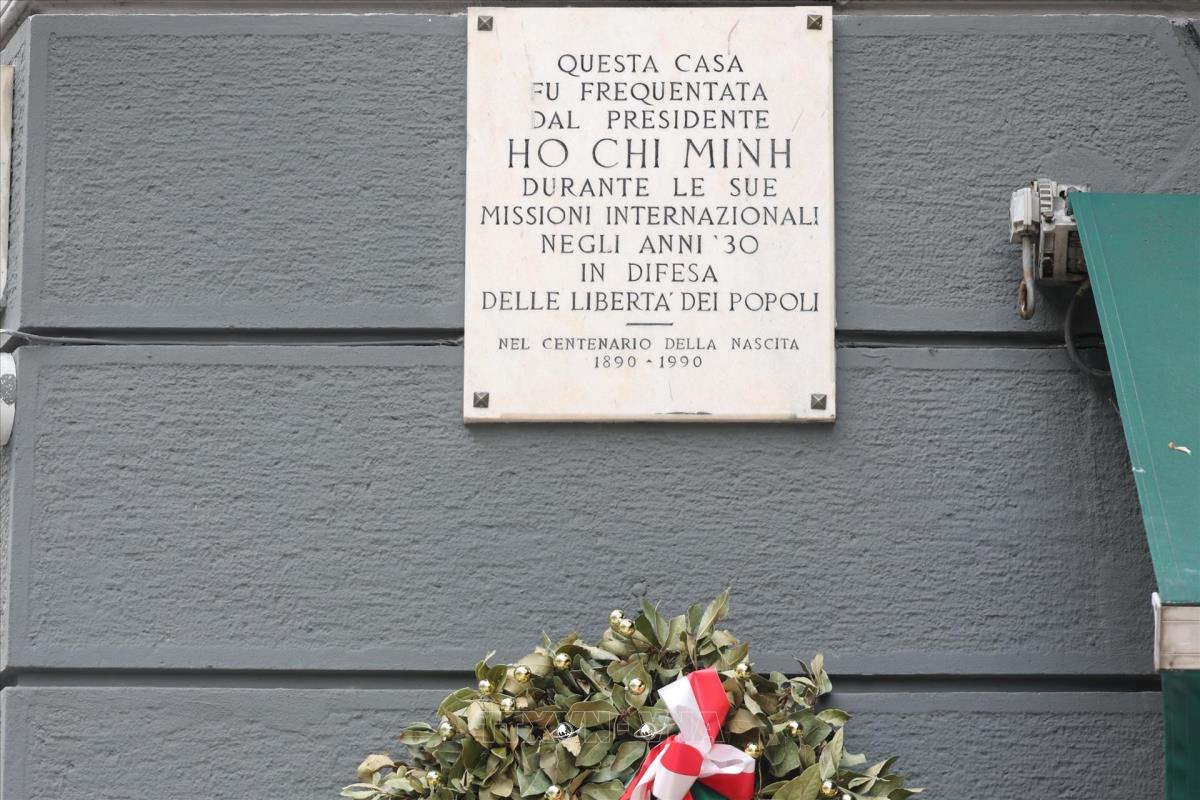 QUESTA CASA
FU FREQUENTATA
DAL PRESIDENTE
HO CHI MINH
DURANTE LE SUE
MISSIONI INTERNAZIONALI
NEGLI ANNI '30
IN DIFESA
DELLE LIBERTA' DEI POPOLI
NEL CENTENARIO DELLA NASCITA
1890 - 1990